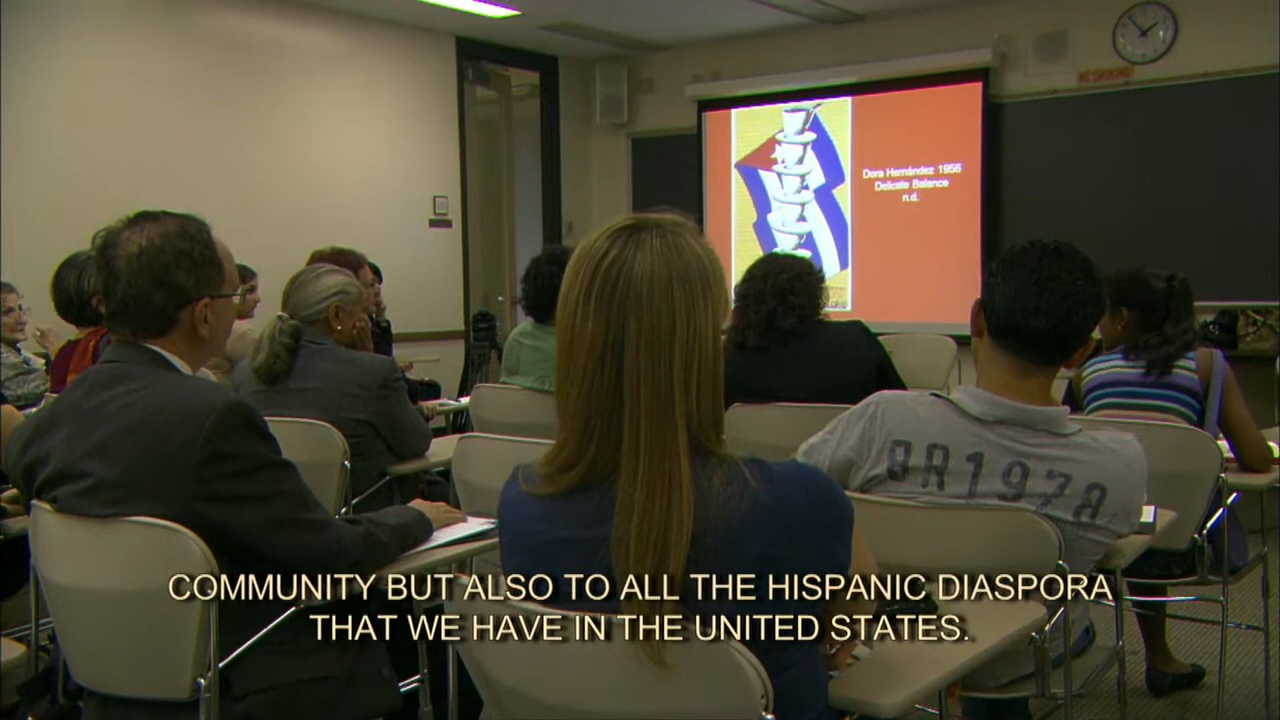 Dora Hernández 1956
Delicate Balance
n.d.
BR1978
COMMUNITY BUT ALSO TO ALL THE HISPANIC DIASPORA
THAT WE HAVE IN THE UNITED STATES.